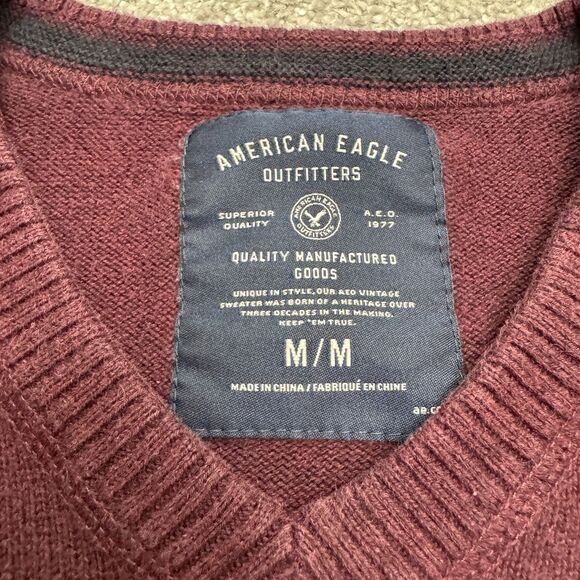 AMERICAN EAGLE
OUTFITTERS
SUPERIOR
QUALITY
AMERICAN EAGLE
OUTFITTERS
A.E.O.
1977
QUALITY MANUFACTURED
GOODS
UNIQUE IN STYLE, OUR AEO VINTAGE
SWEATER WAS BORN OF A HERITAGE OVER
THREE DECADES IN THE MAKING.
KEEP 'EM TRUE.
M/M
MADE IN CHINA / FABRIQUÉ EN CHINE